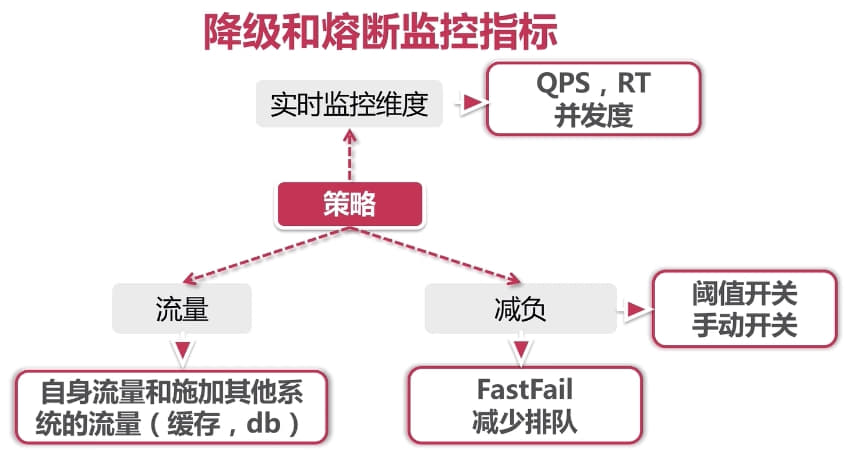 降级和熔断监控指标
实时监控维度
QPS，RT
并发度
策略
流量
减负
阈值开关
手动开关
自身流量和施加其他系
统的流量（缓存，db）
FastFail
减少排队